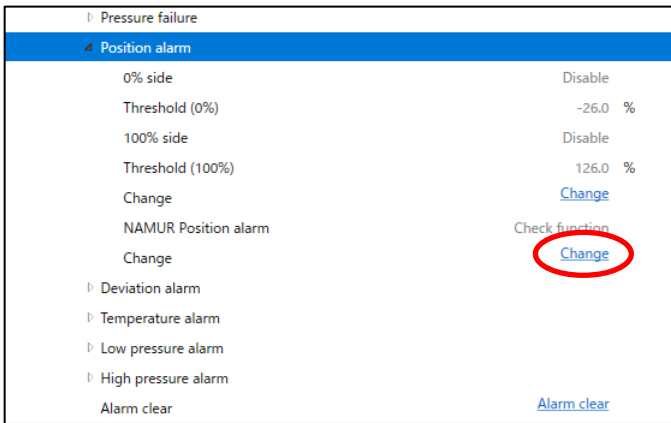 Pressure failure
Position alarm
0% side Disable
Threshold (0%) -26.0 %
100% side Disable
Threshold (100%) 126.0 %
Change Change
NAMUR Position alarm Check function
Change Change
Deviation alarm
Temperature alarm
Low pressure alarm
High pressure alarm
Alarm clear Alarm clear